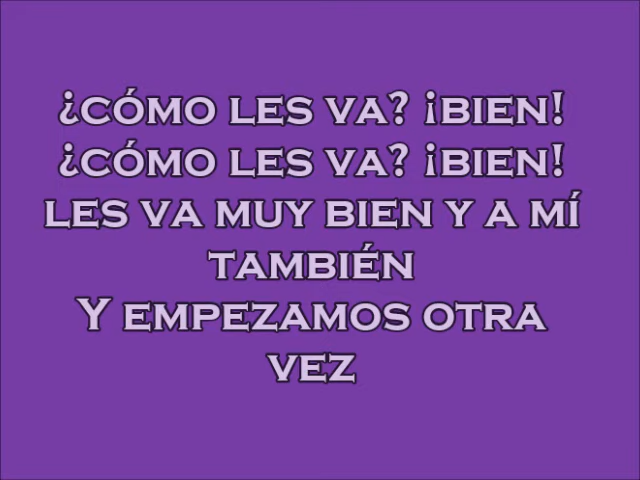 ¿CÓMO LES VA? ¡BIEN!
¿CÓMO LES VA? ¡BIEN!
LES VA MUY BIEN Y A MÍ
TAMBIÉN
Y EMPEZAMOS OTRA
VEZ